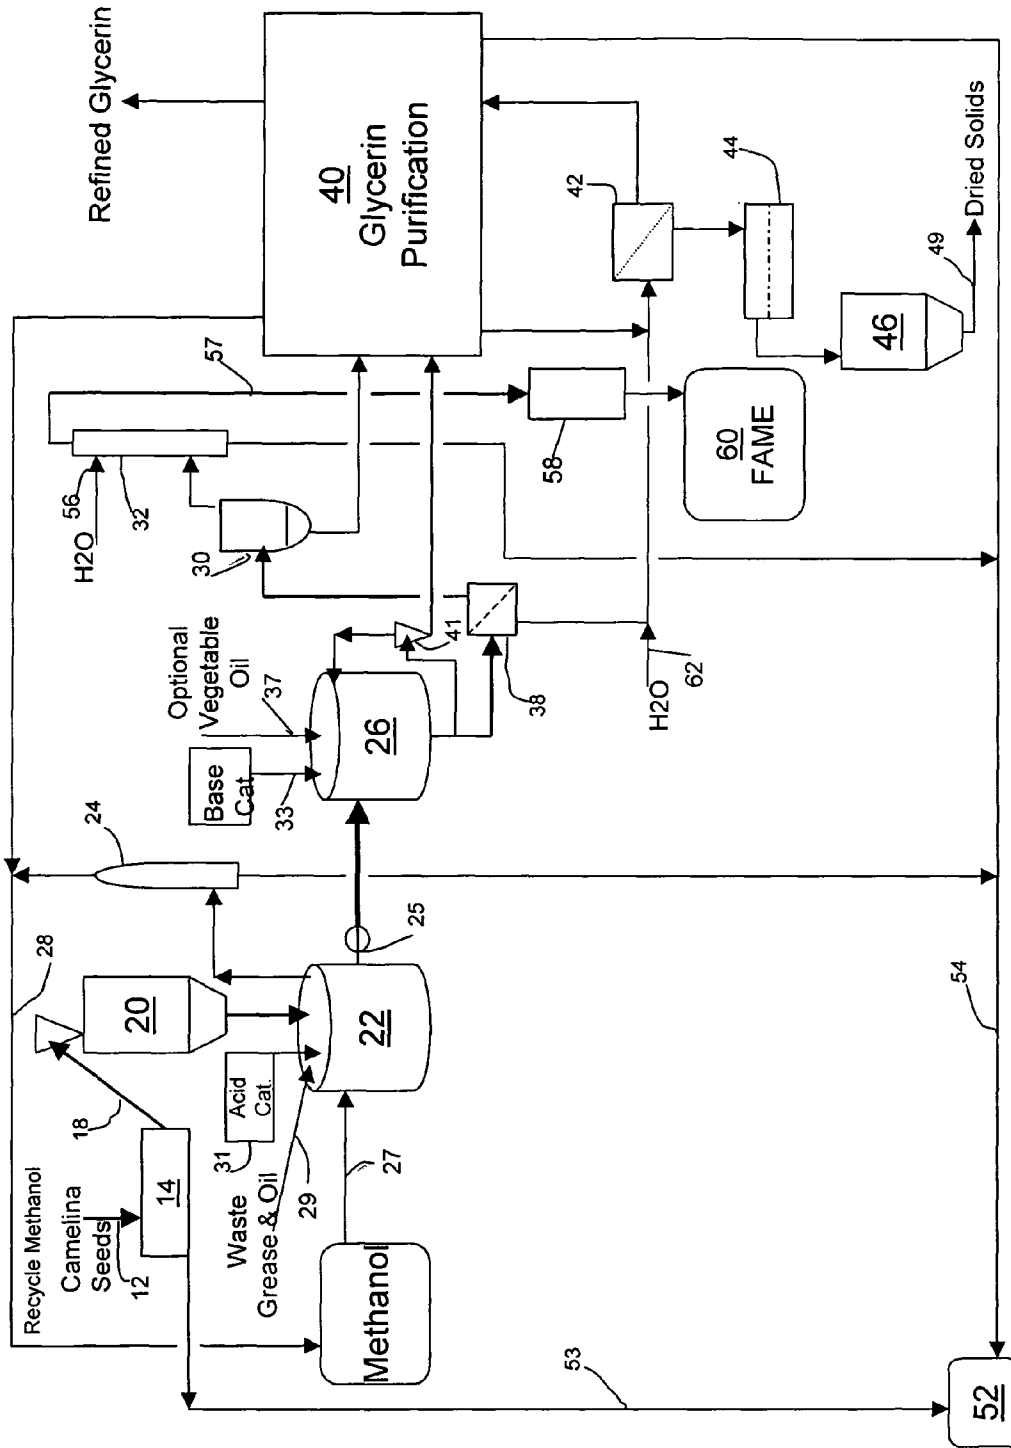 Refined Glycerin
40
Glycerin
Purification
42
44
49
Dried Solids
46
57
H2O
56
32
30
58
60
FAME
Optional
Vegetable
Oil
37
41
38
H2O
62
26
Base
Cat
33
24
25
28
20
22
Acid
Cat.
31
18
Recycle Methanol
Camelina
Seeds
12
14
Waste
Grease & Oil
29
27
Methanol
54
53
52